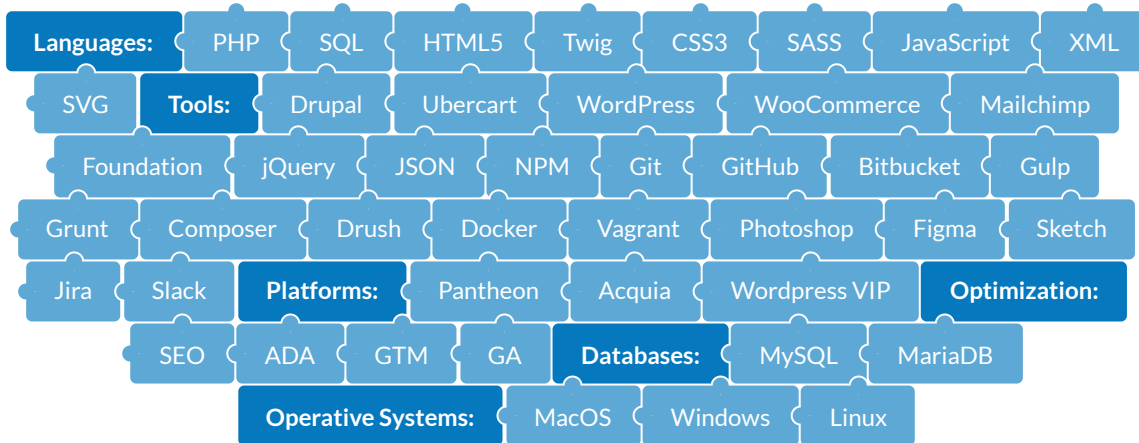 Languages: PHP SQL HTML5 Twig CSS3 SASS JavaScript XML
SVG Tools: Drupal Ubercart WordPress WooCommerce Mailchimp
Foundation jQuery JSON NPM Git GitHub Bitbucket Gulp
Grunt Composer Drush Docker Vagrant Photoshop Figma Sketch
Jira Slack Platforms: Pantheon Acquia Wordpress VIP Optimization:
SEO ADA GTM GA Databases: MySQL MariaDB
Operative Systems: MacOS Windows Linux